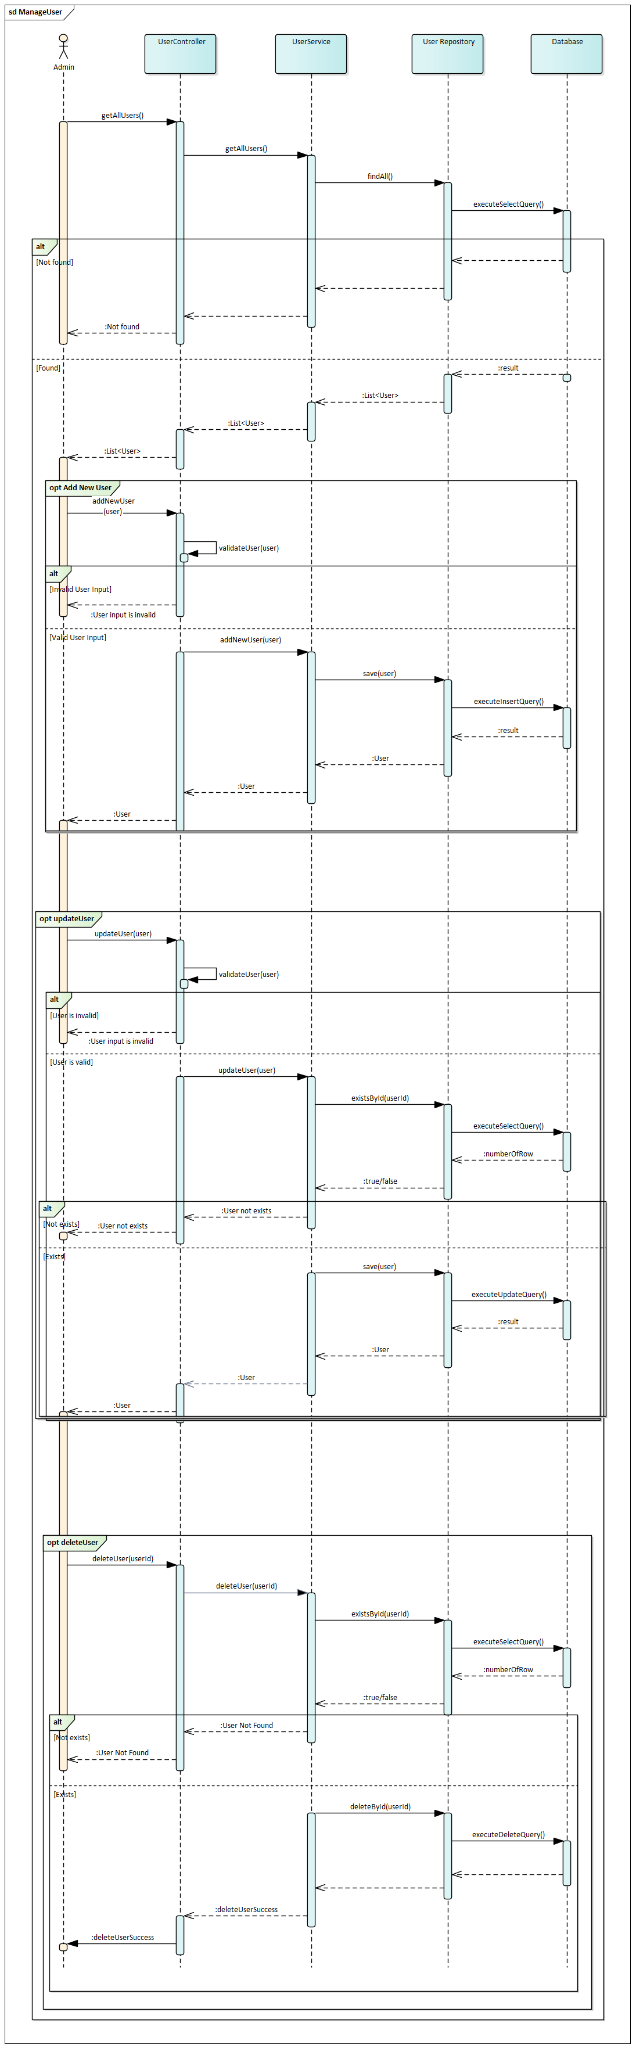 sd ManageUser
UserController
UserService
User Repository
Database
Admin
getAllUsers()
getAllUsers()
findAll()
executeSelectQuery()
alt
[Not found]
:Not found
[Found]
:result
:List<User>
:List<User>
:List<User>
opt Add New User
addNewUser
(user)
validateUser(user)
alt
[Invalid User Input]
:User input is invalid
[Valid User Input]
addNewUser(user)
save(user)
executeInsertQuery()
:result
:User
:User
:User
opt updateUser
updateUser(user)
validateUser(user)
alt
[User is invalid]
:User input is invalid
[User is valid]
updateUser(user)
existsById(userId)
executeSelectQuery()
:numberOfRow
:true/false
alt
:User not exists
[Not exists]
:User not exists
[Exists]
save(user)
executeUpdateQuery()
:result
:User
:User
:User
opt deleteUser
deleteUser(userId)
deleteUser(userId)
existsById(userId)
executeSelectQuery()
:numberOfRow
:true/false
alt
:User Not Found
[Not exists]
:User Not Found
[Exists]
deleteById(userId)
executeDeleteQuery()
:deleteUserSuccess
:deleteUserSuccess